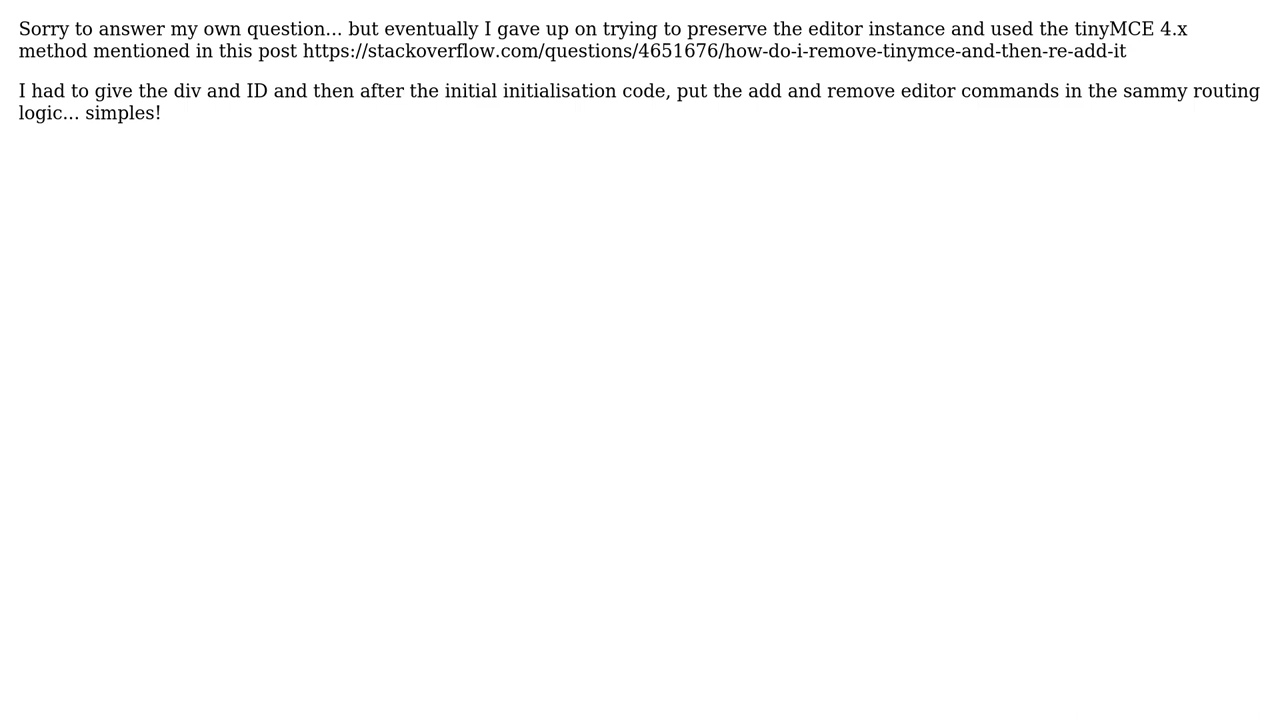 Sorry to answer my own question... but eventually I gave up on trying to preserve the editor instance and used the tinyMCE 4.x
method mentioned in this post https://stackoverflow.com/questions/4651676/how-do-i-remove-tinymce-and-then-re-add-it
I had to give the div and ID and then after the initial initialisation code, put the add and remove editor commands in the sammy routing
logic... simples!